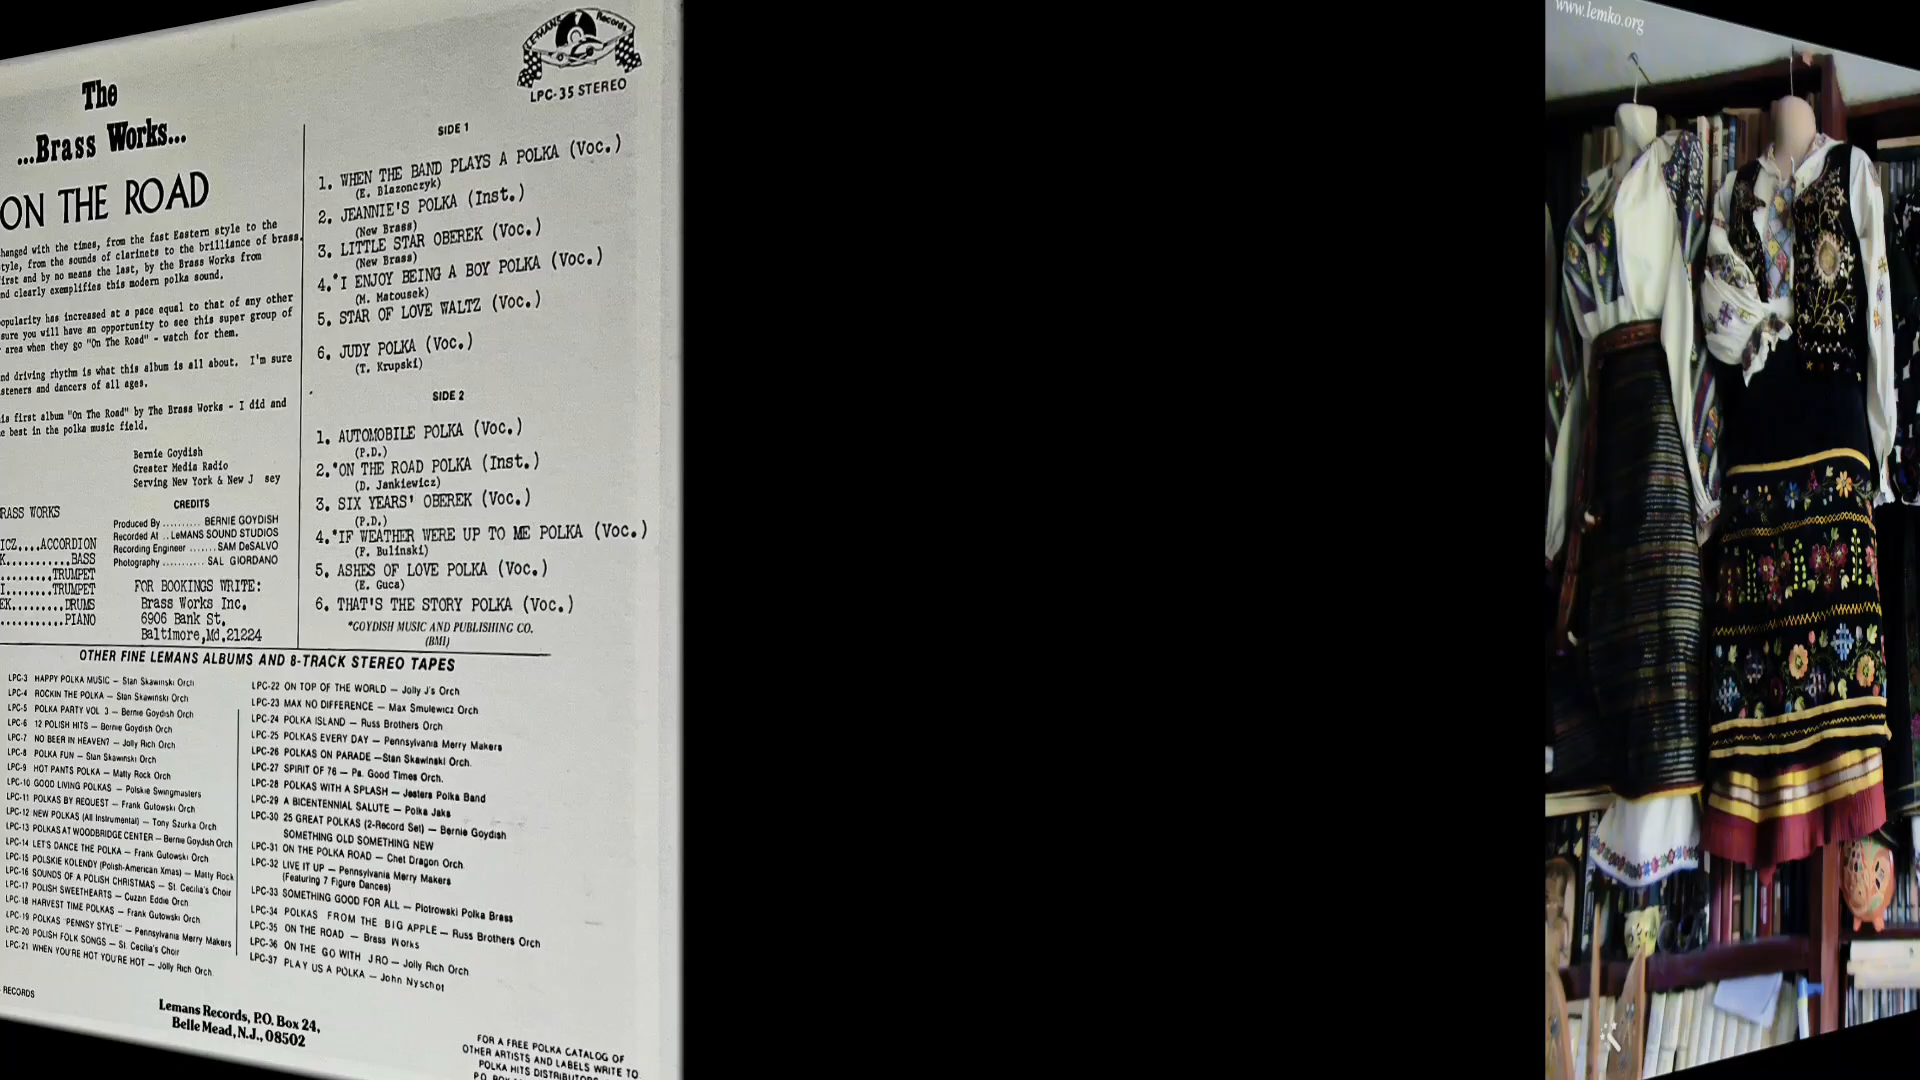 The
...Brass Works...
ON THE ROAD
hanged with the times, from the fast Eastern style to the
tyle, from the sounds of clarinets to the brilliance of brass.
irst and by no means the last, by the Brass Works from
nd clearly exemplifies this modern polka sound.
opularity has increased at a pace equal to that of any other
sure you will have an opportunity to see this super group of
area when they go "On The Road" - watch for them.
nd driving rhythm is what this album is all about. I'm sure
steners and dancers of all ages.
is first album "On The Road" by The Brass Works - I did and
e best in the polka music field.
Bernie Goydish
Greater Media Radio
Serving New York & New J sey
RASS WORKS
ICZ....ACCORDION
K..........BASS
.........TRUMPET
I.......TRUMPET
EK.........DRUMS
...........PIANO
CREDITS
Produced By .......... BERNIE GOYDISH
Recorded At .. LeMANS SOUND STUDIOS
Recording Engineer ....... SAM DeSALVO
Photography ........... SAL GIORDANO
FOR BOOKINGS WRITE:
Brass Works Inc.
6906 Bank St.
Baltimore,Md.21224
LE-MANS Records
LPC-35 STEREO
SIDE 1
1. WHEN THE BAND PLAYS A POLKA (Voc.)
(E. Blazonczyk)
2. JEANNIE'S POLKA (Inst.)
(New Brass)
3. LITTLE STAR OBEREK (Voc.)
(New Brass)
4.*I ENJOY BEING A BOY POLKA (Voc.)
(M. Matousek)
5. STAR OF LOVE WALTZ (Voc.)
6. JUDY POLKA (Voc.)
(T. Krupski)
SIDE 2
1. AUTOMOBILE POLKA (Voc.)
(P.D.)
2.*ON THE ROAD POLKA (Inst.)
(D. Jankiewicz)
3. SIX YEARS' OBEREK (Voc.)
(P.D.)
4.*IF WEATHER WERE UP TO ME POLKA (Voc.)
(F. Bulinski)
5. ASHES OF LOVE POLKA (Voc.)
(E. Guca)
6. THAT'S THE STORY POLKA (Voc.)
*GOYDISH MUSIC AND PUBLISHING CO.
(BMI)
OTHER FINE LEMANS ALBUMS AND 8-TRACK STEREO TAPES
LPC-3 HAPPY POLKA MUSIC — Stan Skawinski Orch
LPC-4 ROCKIN THE POLKA — Stan Skawinski Orch
LPC-5 POLKA PARTY VOL 3 — Bernie Goydish Orch
LPC-6 12 POLISH HITS — Bernie Goydish Orch
LPC-7 NO BEER IN HEAVEN? — Jolly Rich Orch
LPC-8 POLKA FUN — Stan Skawinski Orch
LPC-9 HOT PANTS POLKA — Matty Rock Orch
LPC-10 GOOD LIVING POLKAS — Polskie Swingmasters
LPC-11 POLKAS BY REQUEST — Frank Gutowski Orch
LPC-12 NEW POLKAS (All Instrumental) — Tony Szurka Orch
LPC-13 POLKAS AT WOODBRIDGE CENTER — Bernie Goydish Orch
LPC-14 LETS DANCE THE POLKA — Frank Gutowski Orch
LPC-15 POLSKIE KOLENDY (Polish-American Xmas) — Matty Rock
LPC-16 SOUNDS OF A POLISH CHRISTMAS — St. Cecilia's Choir
LPC-17 POLISH SWEETHEARTS — Cuzzin Eddie Orch
LPC-18 HARVEST TIME POLKAS — Frank Gutowski Orch
LPC-19 POLKAS "PENNSY STYLE" — Pennsylvania Merry Makers
LPC-20 POLISH FOLK SONGS — St. Cecilia's Choir
LPC-21 WHEN YOU'RE HOT YOU'RE HOT — Jolly Rich Orch.
LPC-22 ON TOP OF THE WORLD — Jolly J's Orch
LPC-23 MAX NO DIFFERENCE — Max Smulewicz Orch
LPC-24 POLKA ISLAND — Russ Brothers Orch
LPC-25 POLKAS EVERY DAY — Pennsylvania Merry Makers
LPC-26 POLKAS ON PARADE —Stan Skawinski Orch.
LPC-27 SPIRIT OF 76 — Pa. Good Times Orch.
LPC-28 POLKAS WITH A SPLASH — Jesters Polka Band
LPC-29 A BICENTENNIAL SALUTE — Polka Jaks
LPC-30 25 GREAT POLKAS (2-Record Set) — Bernie Goydish
SOMETHING OLD SOMETHING NEW
LPC-31 ON THE POLKA ROAD — Chet Dragon Orch.
LPC-32 LIVE IT UP — Pennsylvania Merry Makers
(Featuring 7 Figure Dances)
LPC-33 SOMETHING GOOD FOR ALL — Piotrowski Polka Brass
LPC-34 POLKAS FROM THE BIG APPLE — Russ Brothers Orch
LPC-35 ON THE ROAD — Brass Works
LPC-36 ON THE GO WITH JRO — Jolly Rich Orch
LPC-37 PLAY US A POLKA — John Nyschot
RECORDS
Lemans Records, P.O. Box 24,
Belle Mead, N.J., 08502
FOR A FREE POLKA CATALOG OF
OTHER ARTISTS AND LABELS WRITE TO
POLKA HITS DISTRIBUTORS
P.O. BOX
www.lemko.org